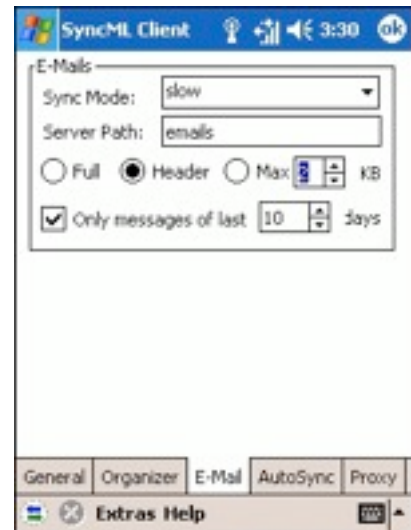 SyncML Client 3:30 ok
E-Mails
Sync Mode: slow
Server Path: emails
Full Header Max KB
Only messages of last 10 days
General Organizer E-Mail AutoSync Proxy
Extras Help